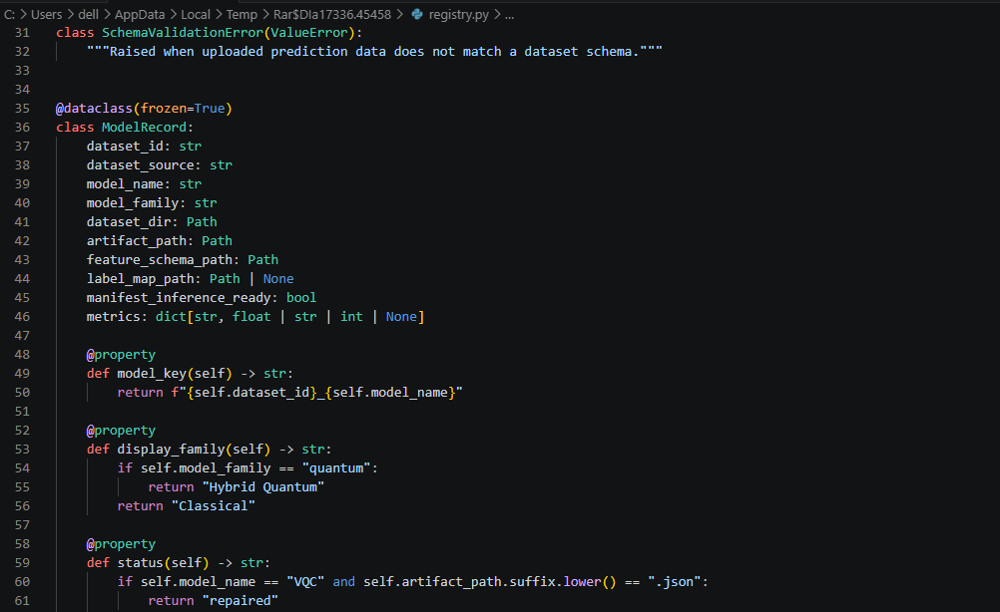 C: > Users > dell > AppData > Local > Temp > Rar$DIa17336.45458 > registry.py > ...
31 class SchemaValidationError(ValueError):
32     """Raised when uploaded prediction data does not match a dataset schema."""
33
34
35 @dataclass(frozen=True)
36 class ModelRecord:
37     dataset_id: str
38     dataset_source: str
39     model_name: str
40     model_family: str
41     dataset_dir: Path
42     artifact_path: Path
43     feature_schema_path: Path
44     label_map_path: Path | None
45     manifest_inference_ready: bool
46     metrics: dict[str, float | str | int | None]
47
48     @property
49     def model_key(self) -> str:
50         return f"{self.dataset_id}_{self.model_name}"
51
52     @property
53     def display_family(self) -> str:
54         if self.model_family == "quantum":
55             return "Hybrid Quantum"
56         return "Classical"
57
58     @property
59     def status(self) -> str:
60         if self.model_name == "VQC" and self.artifact_path.suffix.lower() == ".json":
61             return "repaired"